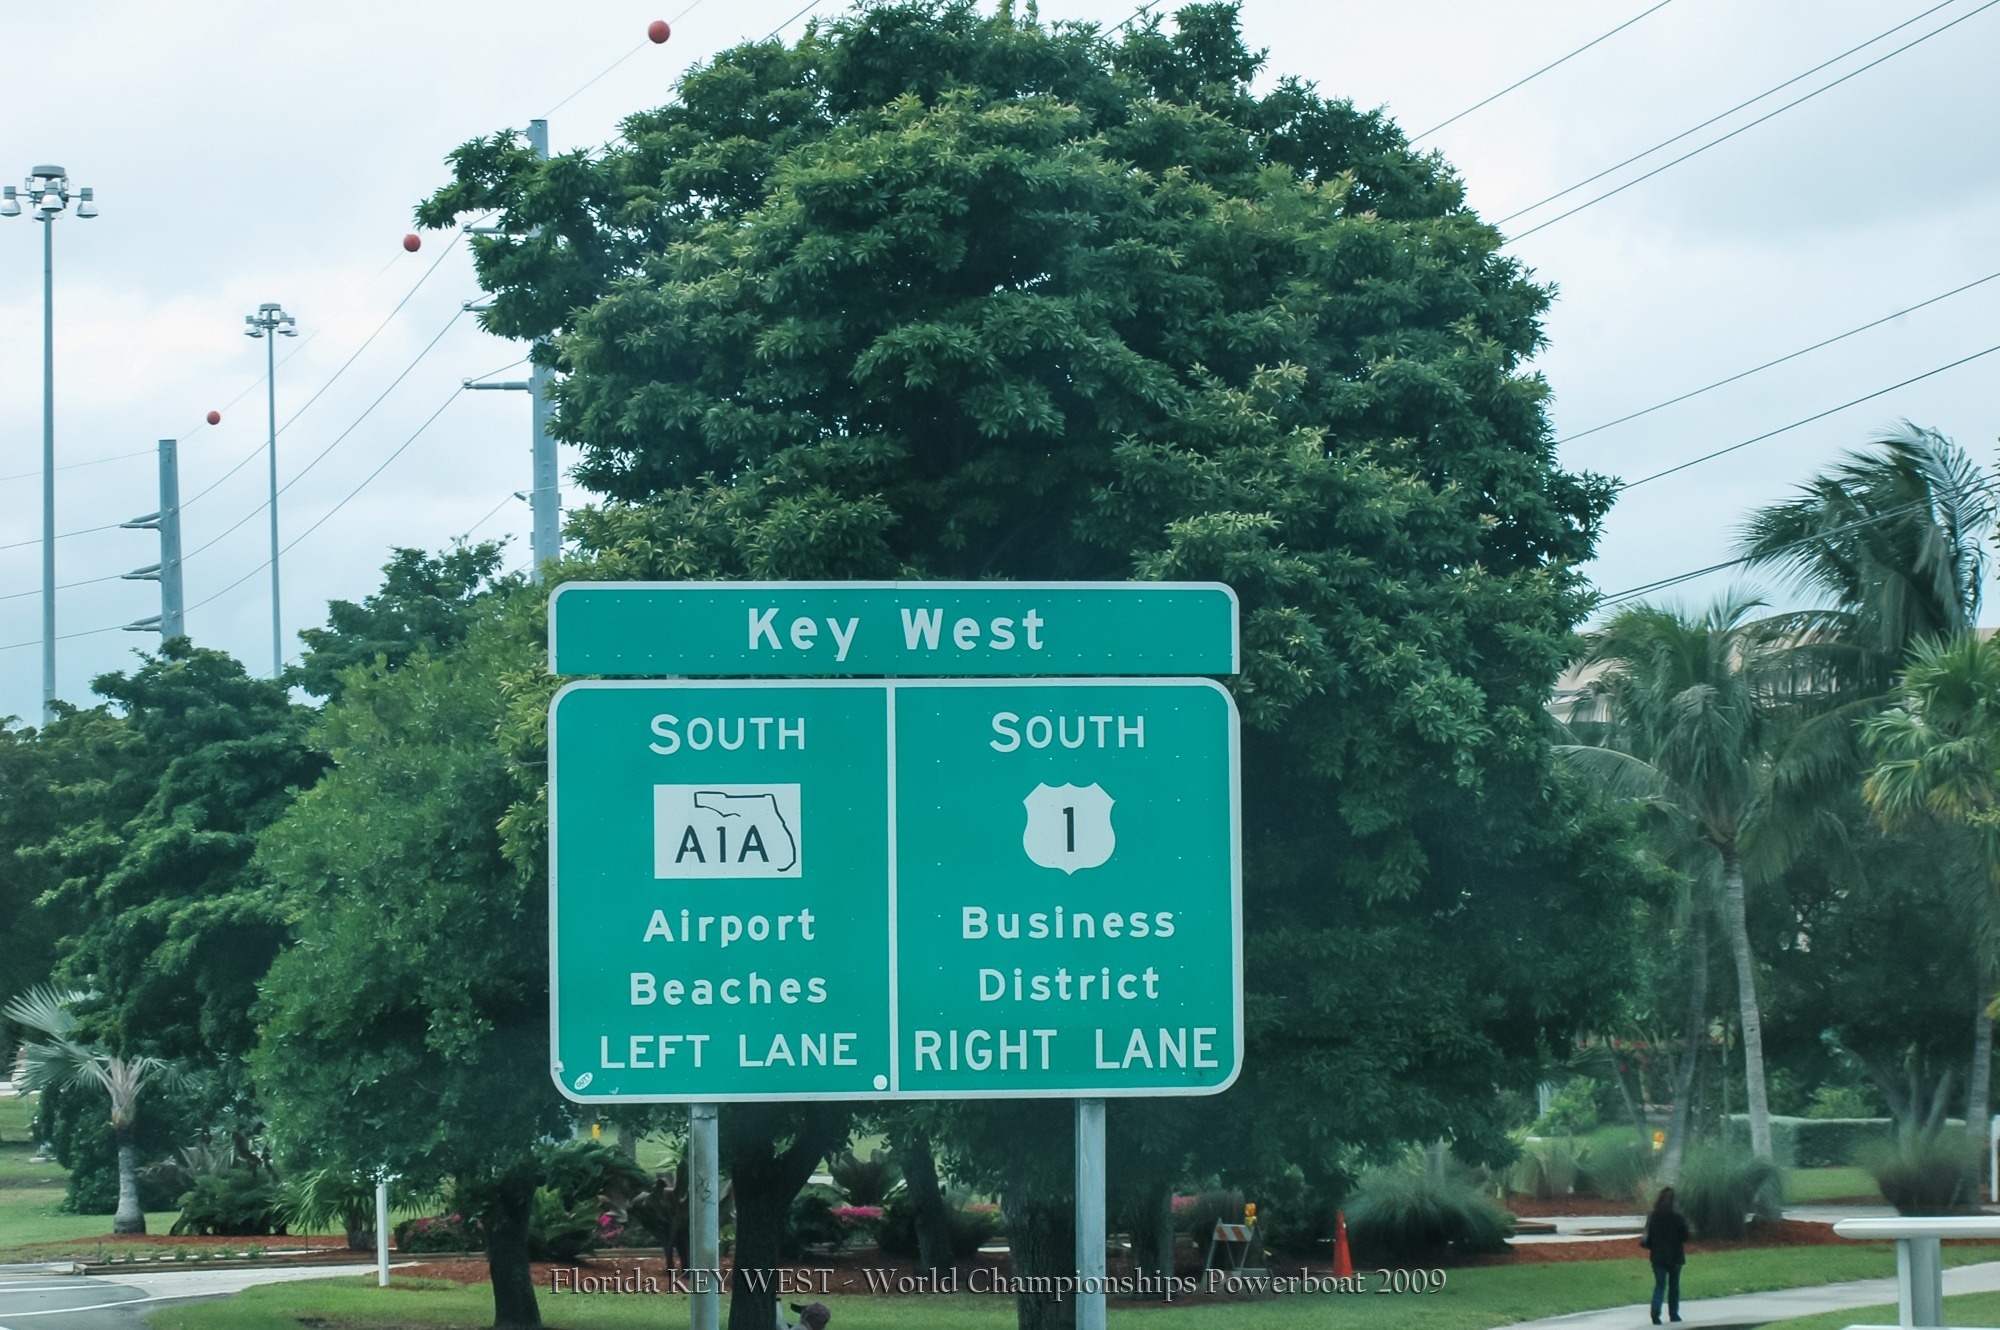 Key West
SOUTH
A1A
Airport
Beaches
LEFT LANE
SOUTH
1
Business
District
RIGHT LANE
Florida KEY WEST - World Championships Powerboat 2009